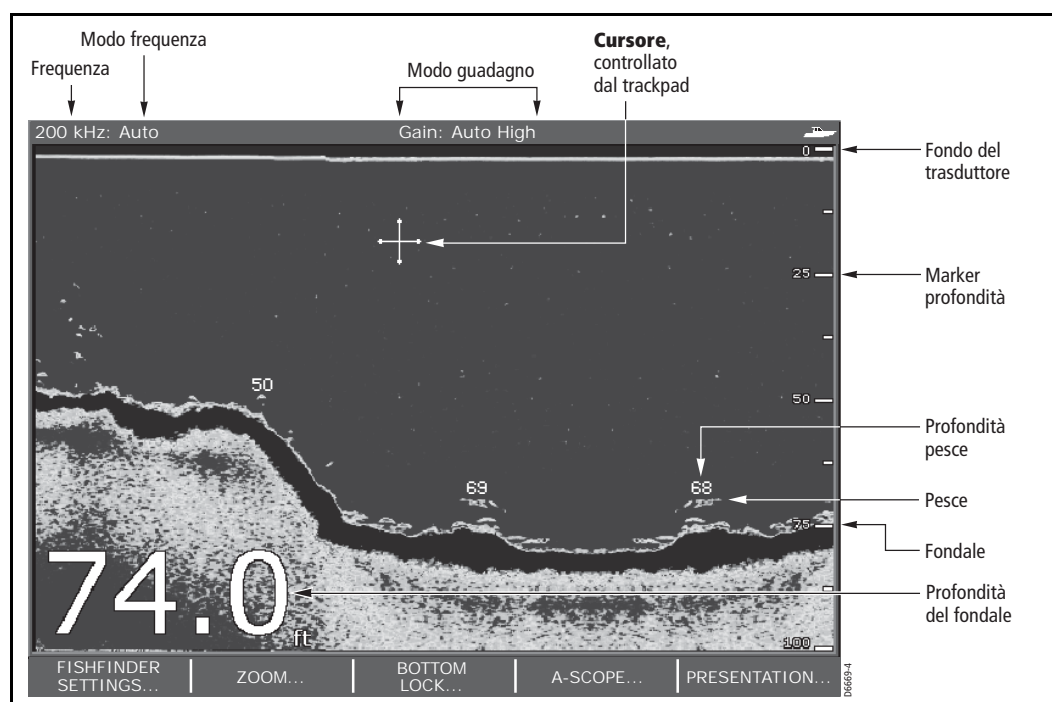 Modo frequenza
Frequenza
Modo guadagno
Cursore,
controllato
dal trackpad
200 kHz: Auto
Gain: Auto High
0
Fondo del
trasduttore
25
Marker
profondità
50
50
Profondità
pesce
69
68
Pesce
75
Fondale
74.0 ft
Profondità
del fondale
100
FISHFINDER
SETTINGS...
ZOOM...
BOTTOM
LOCK...
A-SCOPE...
PRESENTATION...
D6669-4